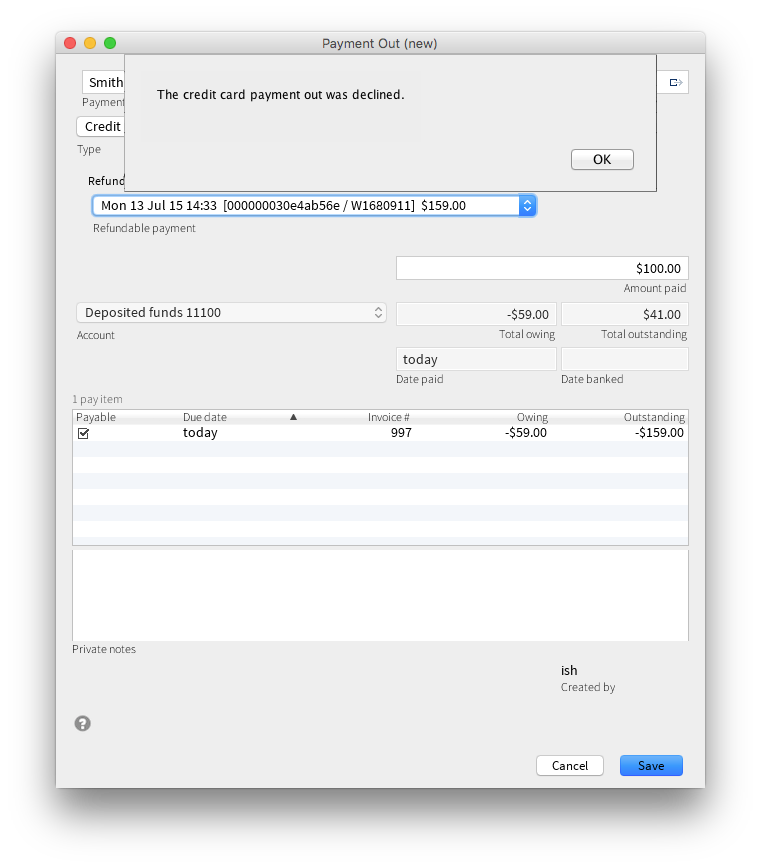 Payment Out (new)
The credit card payment out was declined.
OK
Smith
Payment
Credit
Type
Refund
Mon 13 Jul 15 14:33 [000000030e4ab56e / W1680911] $159.00
Refundable payment
$100.00
Amount paid
Deposited funds 11100 -$59.00 $41.00
Account Total owing Total outstanding
today
Date paid Date banked
1 pay item
Payable Due date Invoice # Owing Outstanding
today 997 -$59.00 -$159.00
Private notes
ish
Created by
?
Cancel Save